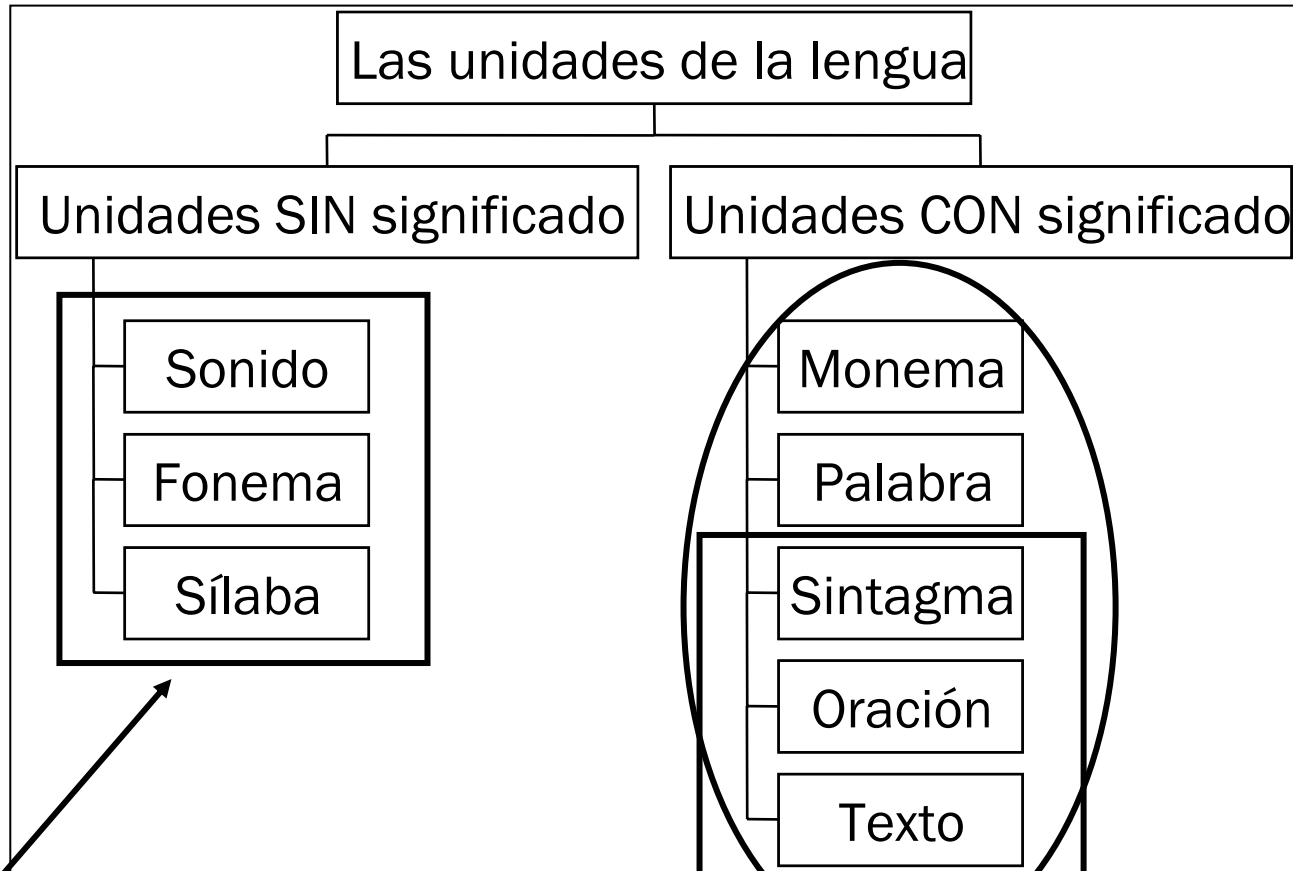 Las unidades de la lengua
Unidades SIN significado
Sonido
Fonema
Sílaba
Unidades CON significado
Monema
Palabra
Sintagma
Oración
Texto